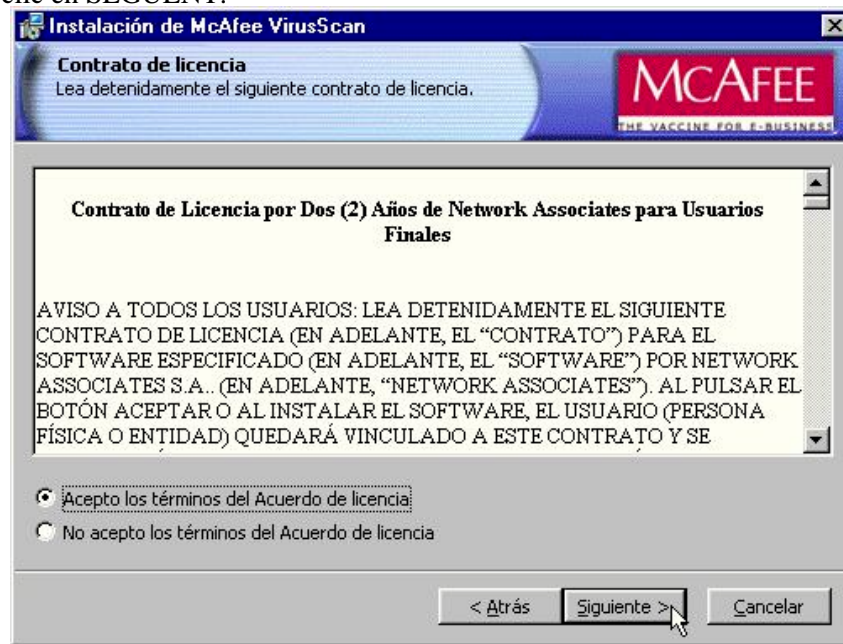 en SEGUENT.
Instalación de McAfee VirusScan
Contrato de licencia
Lea detenidamente el siguiente contrato de licencia.
MCAFEE
THE VACCINE FOR E-BUSINESS
Contrato de Licencia por Dos (2) Años de Network Associates para Usuarios
Finales
AVISO A TODOS LOS USUARIOS: LEA DETENIDAMENTE EL SIGUIENTE
CONTRATO DE LICENCIA (EN ADELANTE, EL “CONTRATO”) PARA EL
SOFTWARE ESPECIFICADO (EN ADELANTE, EL “SOFTWARE”) POR NETWORK
ASSOCIATES S.A.. (EN ADELANTE, “NETWORK ASSOCIATES”). AL PULSAR EL
BOTÓN ACEPTAR O AL INSTALAR EL SOFTWARE, EL USUARIO (PERSONA
FÍSICA O ENTIDAD) QUEDARÁ VINCULADO A ESTE CONTRATO Y SE
Acepto los términos del Acuerdo de licencia
No acepto los términos del Acuerdo de licencia
< Atrás Siguiente > Cancelar